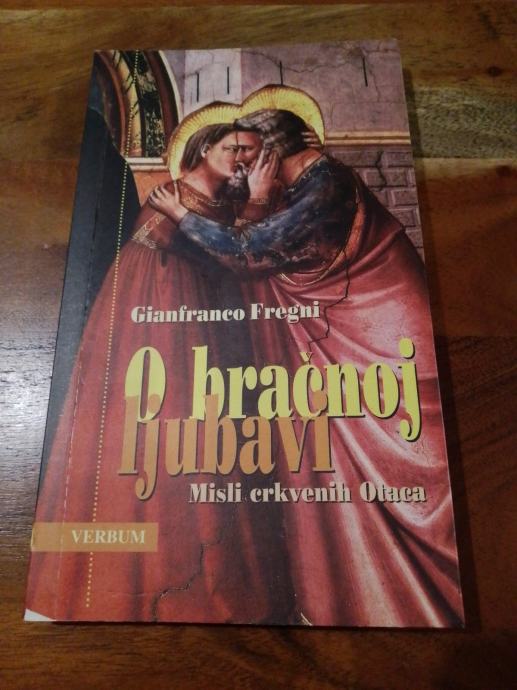 Gianfranco Fregni
O bračnoj
ljubavi
Misli crkvenih Otaca
VERBUM